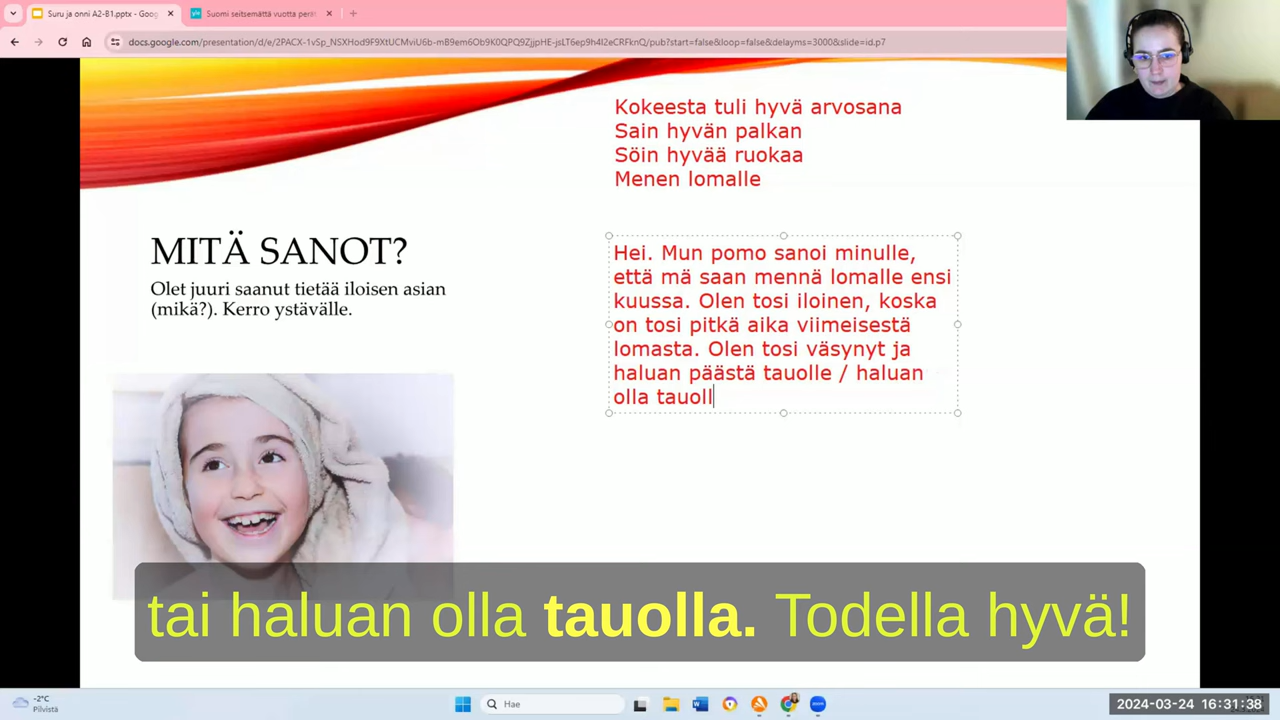 Suru ja onni A2-B1.pptx - Goog
Suomi seitsemättä vuotta perät
docs.google.com/presentation/d/e/2PACX-1vSp_NSXHod9F9XtUCMviU6b-mB9em6Ob9K0QPQ9ZjjpHE-jsLT6ep9h4I2eCRFknQ/pub?start=false&loop=false&delayms=3000&slide=id.p7
Kokeesta tuli hyvä arvosana
Sain hyvän palkan
Söin hyvää ruokaa
Menen lomalle
MITÄ SANOT?
Olet juuri saanut tietää iloisen asian
(mikä?). Kerro ystävälle.
Hei. Mun pomo sanoi minulle,
että mä saan mennä lomalle ensi
kuussa. Olen tosi iloinen, koska
on tosi pitkä aika viimeisestä
lomasta. Olen tosi väsynyt ja
haluan päästä tauolle / haluan
olla tauoll
tai haluan olla tauolla. Todella hyvä!
-2°C
Pilvistä
Hae
2024-03-24 16:31:38